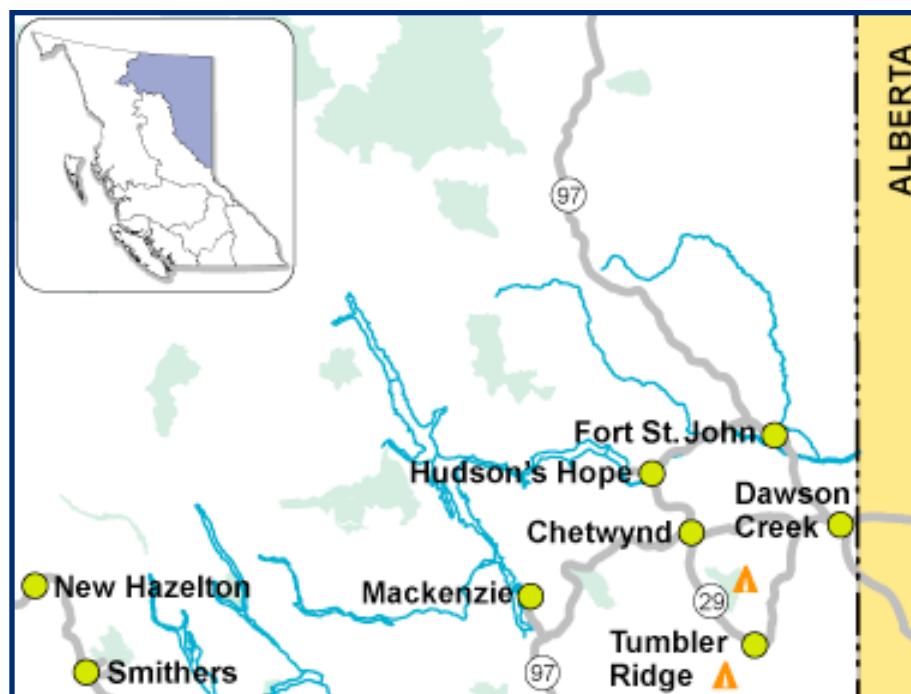 ALBERTA
97
Fort St. John
Hudson's Hope
Dawson
Creek
Chetwynd
New Hazelton
Mackenzie
29
Tumbler
Ridge
Smithers
97